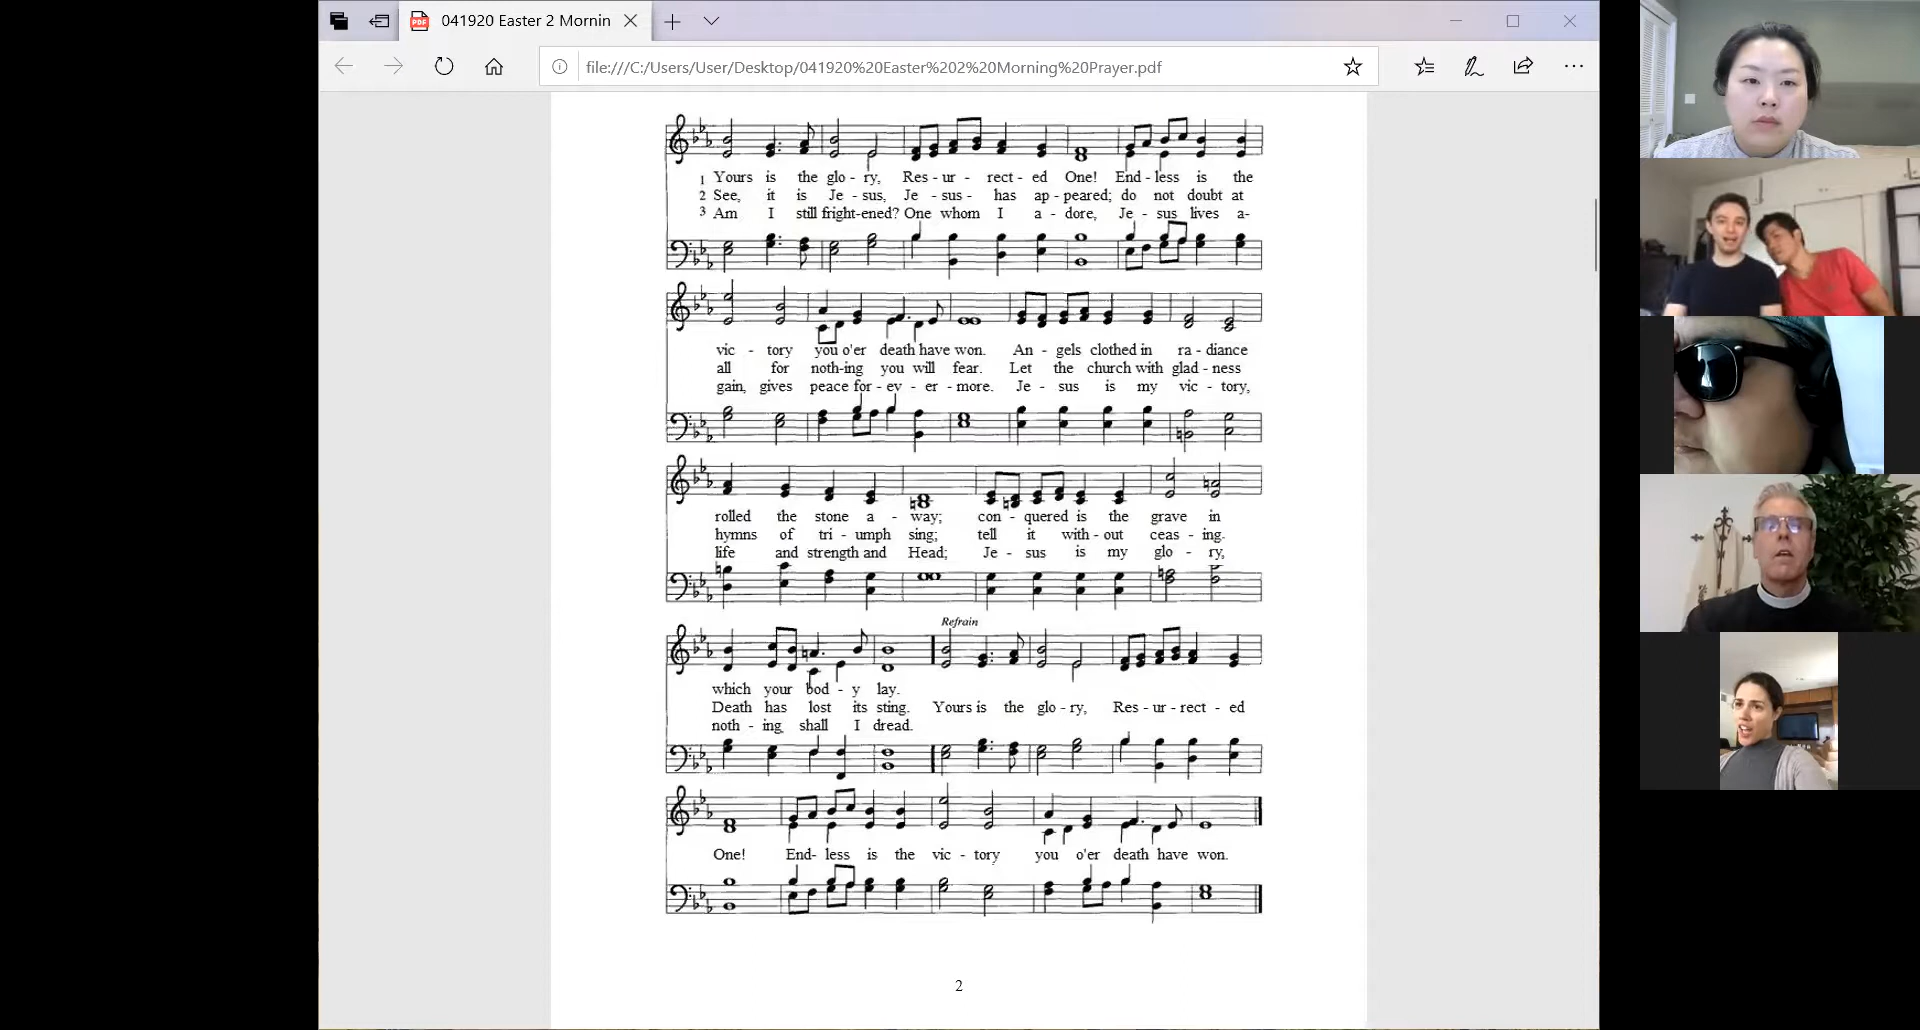 041920 Easter 2 Mornin
file:///C:/Users/User/Desktop/041920%20Easter%202%20Morning%20Prayer.pdf
1 Yours is the glo - ry, Res - ur - rect - ed One! End - less is the
2 See, it is Je - sus, Je - sus - has ap - peared; do not doubt at
3 Am I still fright-ened? One whom I a - dore, Je - sus lives a-
vic - tory you o'er death have won. An - gels clothed in ra - diance
all for noth-ing you will fear. Let the church with glad - ness
gain, gives peace for - ev - er - more. Je - sus is my vic - tory,
rolled the stone a - way; con - quered is the grave in
hymns of tri - umph sing; tell it with - out ceas - ing.
life and strength and Head; Je - sus is my glo - ry,
Refrain
which your bod - y lay.
Death has lost its sting. Yours is the glo - ry, Res - ur - rect - ed
noth - ing shall I dread.
One! End- less is the vic - tory you o'er death have won.
2